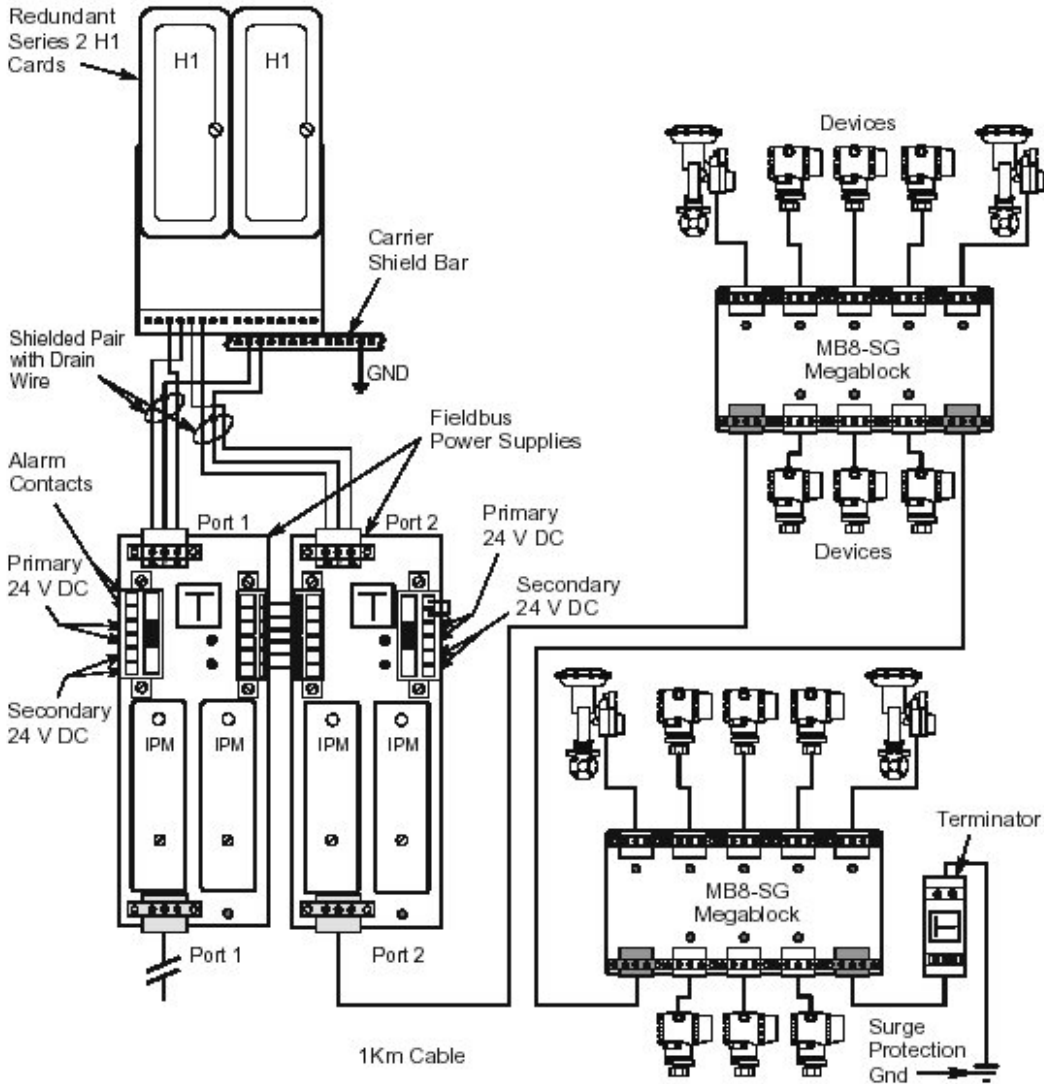 Redundant
Series 2 H1
Cards
H1
H1
Devices
Carrier
Shield Bar
Shielded Pair
with Drain
Wire
GND
MB8-SG
Megablock
Fieldbus
Power Supplies
Alarm
Contacts
Port 1
Port 2
Primary
24 V DC
Devices
Primary
24 V DC
Secondary
24 V DC
T
T
Secondary
24 V DC
IPM
IPM
IPM
IPM
Terminator
MB8-SG
Megablock
T
Port 1
Port 2
1Km Cable
Surge
Protection
Gnd